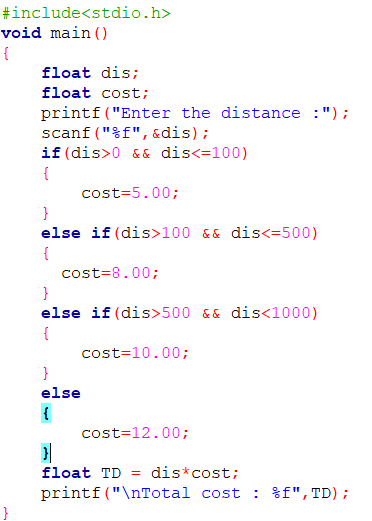 #include<stdio.h>
void main()
{
    float dis;
    float cost;
    printf("Enter the distance :");
    scanf("%f",&dis);
    if(dis>0 && dis<=100)
    {
        cost=5.00;
    }
    else if(dis>100 && dis<=500)
    {
      cost=8.00;
    }
    else if(dis>500 && dis<1000)
    {
        cost=10.00;
    }
    else
    {
        cost=12.00;
    }
    float TD = dis*cost;
    printf("\nTotal cost : %f",TD);
}